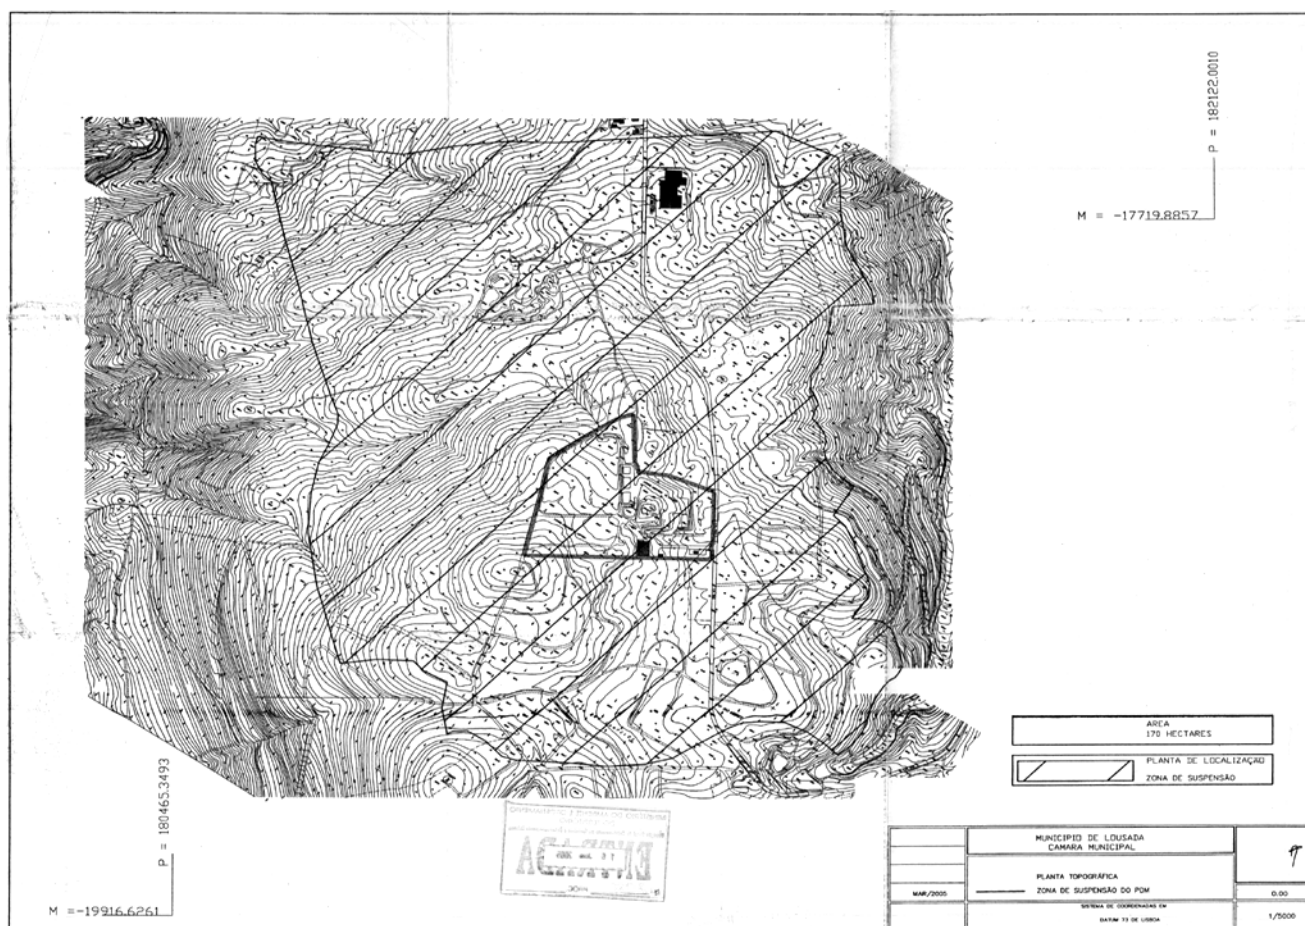 P = 182122.0010
M = -17719.8857
AREA
170 HECTARES
PLANTA DE LOCALIZAÇÃO
ZONA DE SUSPENSÃO
P = 180465.3493
M =-19916.6261
MUNICIPIO DE LOUSADA
CAMARA MUNICIPAL
PLANTA TOPOGRÁFICA
ZONA DE SUSPENSÃO DO PDM
MAR/2005
0.00
SISTEMA DE COORDENADAS EM
DATUM 73 DE LISBOA
1/5000
ENTRADA